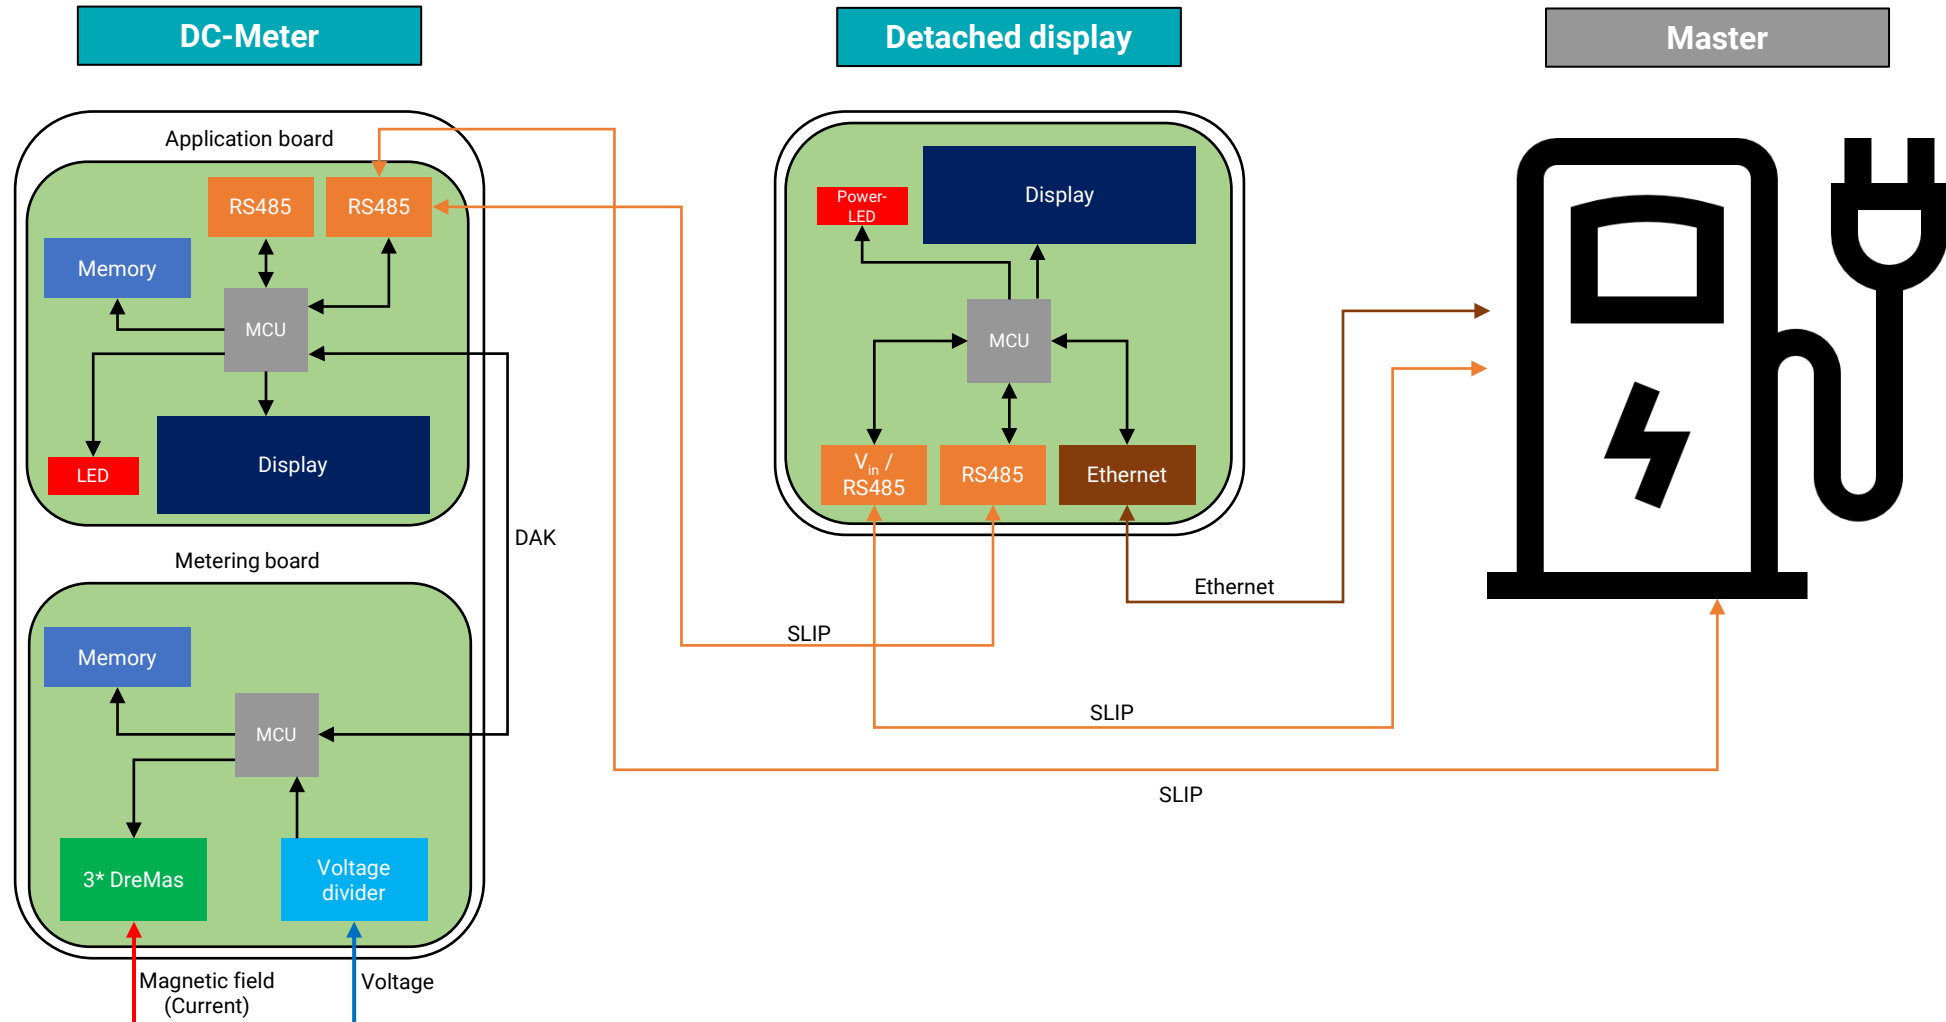 DC-Meter
Detached display
Master
Application board
RS485
RS485
Memory
MCU
LED
Display
DAK
Metering board
Memory
MCU
3* DreMas
Voltage
divider
Magnetic field
(Current)
Voltage
Power-
LED
Display
MCU
Vin /
RS485
RS485
Ethernet
Ethernet
SLIP
SLIP
SLIP